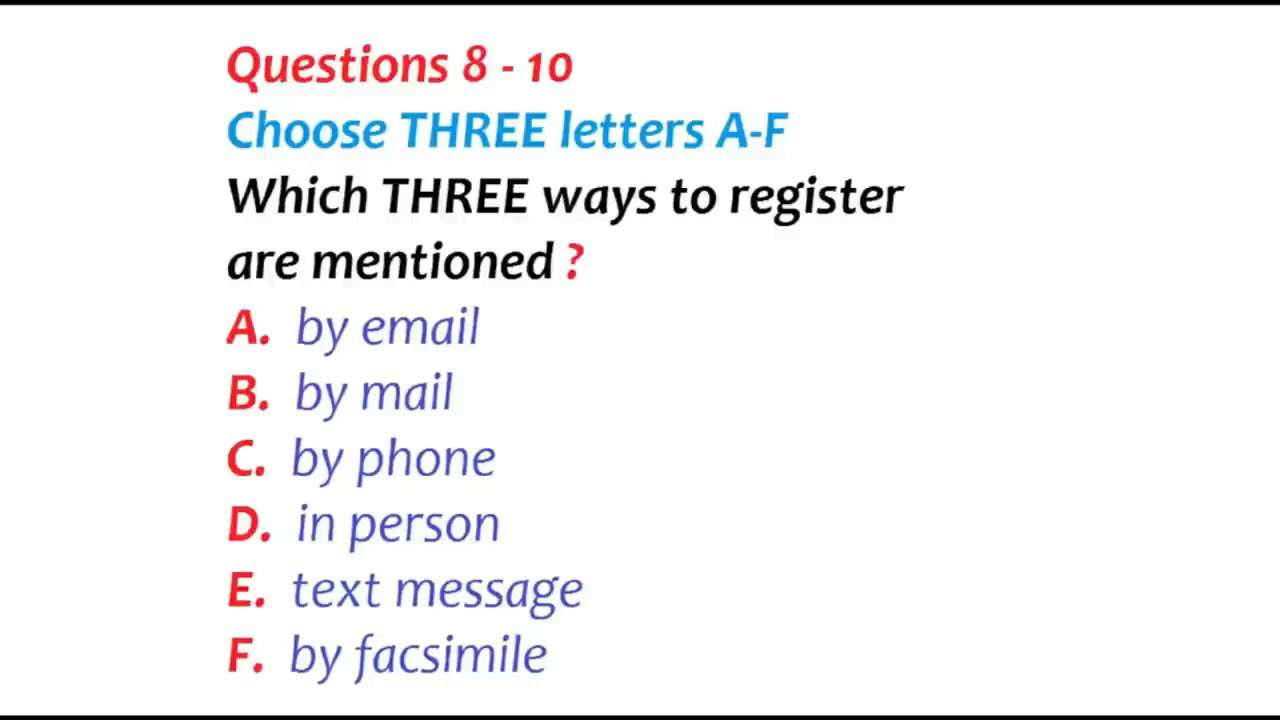 Questions 8 - 10
Choose THREE letters A-F
Which THREE ways to register
are mentioned ?
A. by email
B. by mail
C. by phone
D. in person
E. text message
F. by facsimile